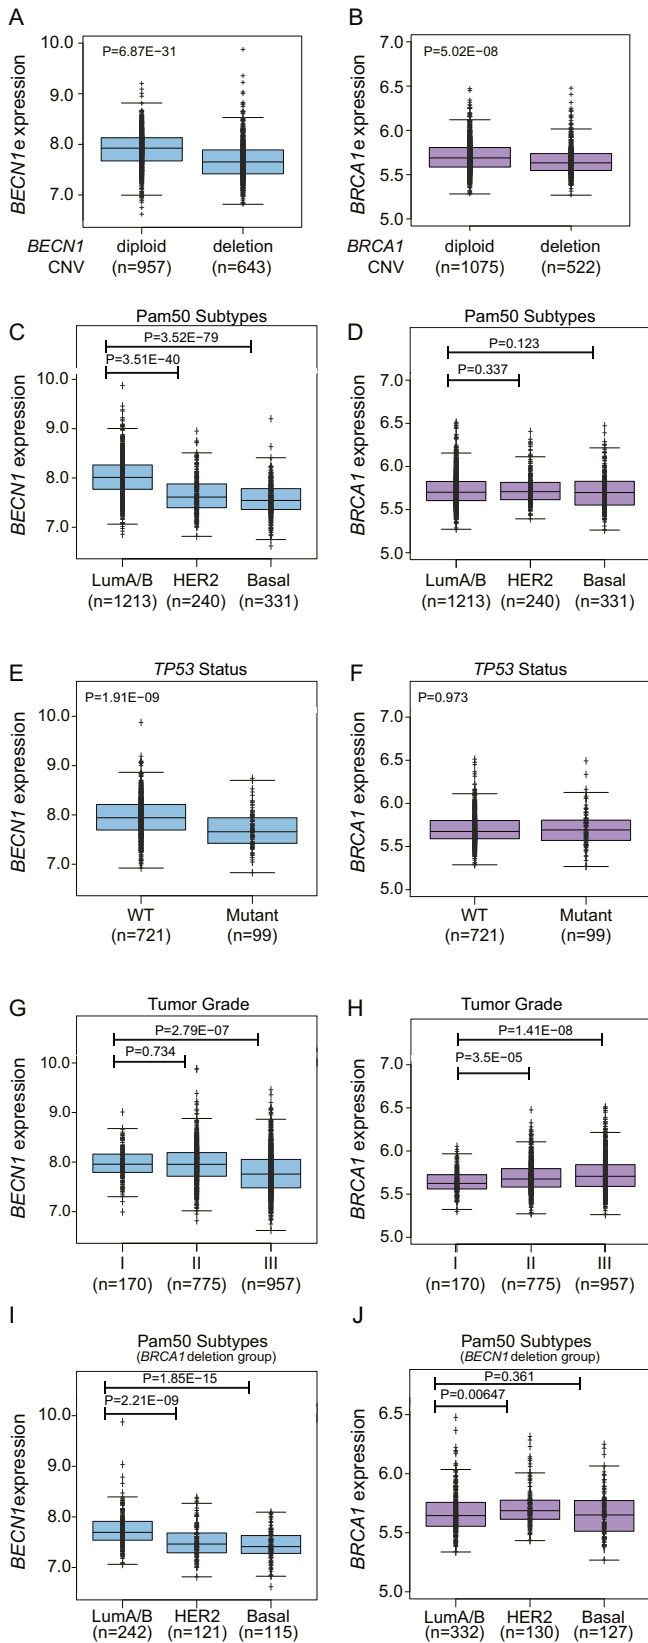 A
P=6.87E−31
10.0
9.0
8.0
7.0
BECN1 expression
BECN1
CNV
diploid
(n=957)
deletion
(n=643)
B
P=5.02E−08
7.0
6.5
6.0
5.5
5.0
BRCA1 expression
BRCA1
CNV
diploid
(n=1075)
deletion
(n=522)
C
Pam50 Subtypes
P=3.52E−79
P=3.51E−40
10.0
9.0
8.0
7.0
BECN1 expression
LumA/B
(n=1213)
HER2
(n=240)
Basal
(n=331)
D
Pam50 Subtypes
P=0.123
P=0.337
7.0
6.5
6.0
5.5
5.0
BRCA1 expression
LumA/B
(n=1213)
HER2
(n=240)
Basal
(n=331)
E
TP53 Status
P=1.91E−09
10.0
9.0
8.0
7.0
BECN1 expression
WT
(n=721)
Mutant
(n=99)
F
TP53 Status
P=0.973
7.0
6.5
6.0
5.5
5.0
BRCA1 expression
WT
(n=721)
Mutant
(n=99)
G
Tumor Grade
P=2.79E−07
P=0.734
10.0
9.0
8.0
7.0
BECN1 expression
I
(n=170)
II
(n=775)
III
(n=957)
H
Tumor Grade
P=1.41E−08
P=3.5E−05
7.0
6.5
6.0
5.5
5.0
BRCA1 expression
I
(n=170)
II
(n=775)
III
(n=957)
I
Pam50 Subtypes
(BRCA1 deletion group)
P=1.85E−15
P=2.21E−09
10.0
9.0
8.0
7.0
BECN1 expression
LumA/B
(n=242)
HER2
(n=121)
Basal
(n=115)
J
Pam50 Subtypes
(BECN1 deletion group)
P=0.361
P=0.00647
6.5
6.0
5.5
5.0
BRCA1 expression
LumA/B
(n=332)
HER2
(n=130)
Basal
(n=127)